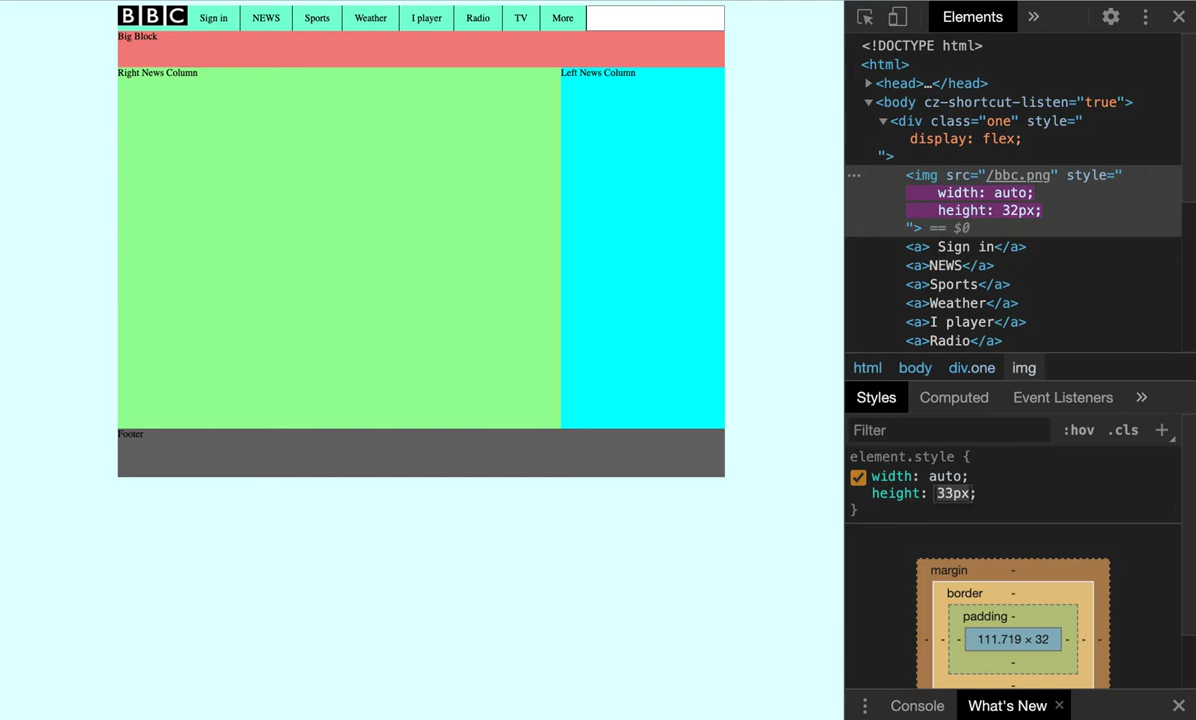 BBC Sign in NEWS Sports Weather I player Radio TV More
Big Block
Right News Column
Left News Column
Footer
Elements »
<!DOCTYPE html>
<html>
<head>…</head>
<body cz-shortcut-listen="true">
<div class="one" style="
display: flex;
">
<img src="/bbc.png" style="
width: auto;
height: 32px;
"> == $0
<a> Sign in</a>
<a>NEWS</a>
<a>Sports</a>
<a>Weather</a>
<a>I player</a>
<a>Radio</a>
html body div.one img
Styles Computed Event Listeners »
Filter :hov .cls +
element.style {
width: auto;
height: 33px;
}
margin -
border -
padding -
- - - 111.719 × 32 - - -
-
-
Console What's New ×